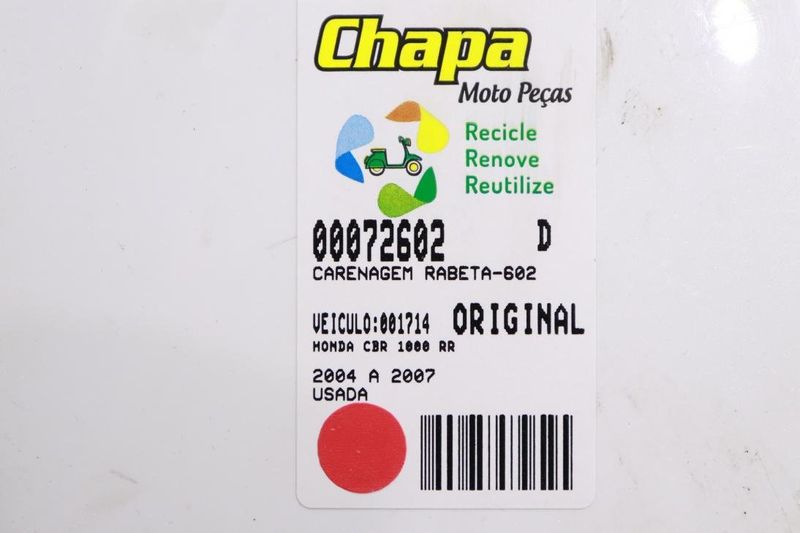 Chapa
Moto Peças
Recicle
Renove
Reutilize
00072602 D
CARENAGEM RABETA-602
VEICULO:001714 ORIGINAL
HONDA CBR 1000 RR
2004 A 2007
USADA